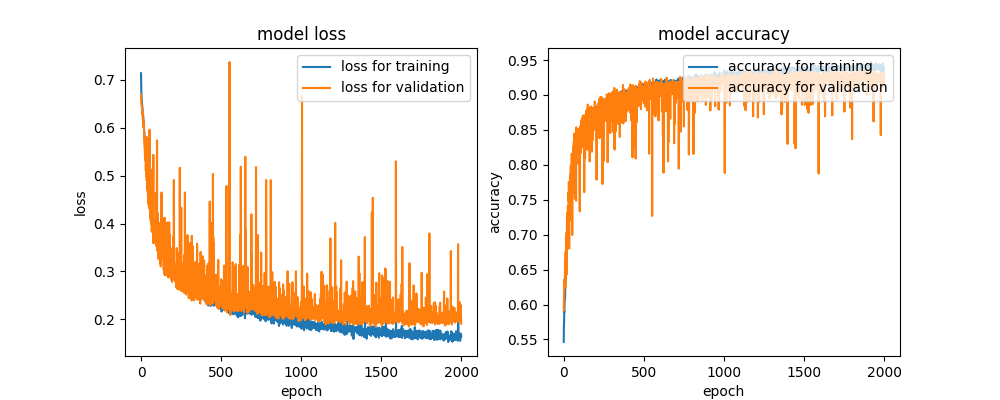 model loss
loss for training
loss for validation
0.7
0.6
0.5
0.4
0.3
0.2
loss
0
500
1000
1500
2000
epoch
model accuracy
accuracy for training
accuracy for validation
0.95
0.90
0.85
0.80
0.75
0.70
0.65
0.60
0.55
accuracy
0
500
1000
1500
2000
epoch